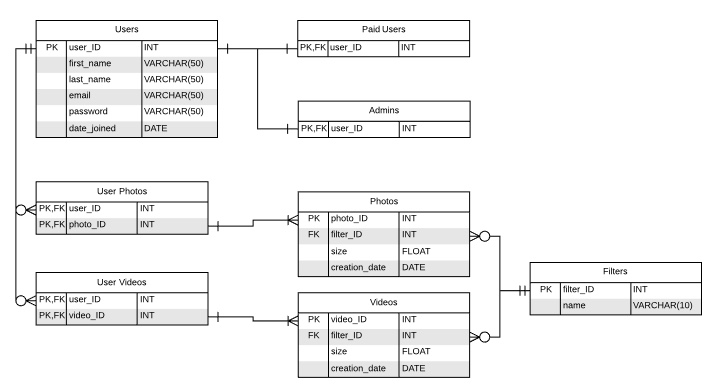 Users
PK user_ID INT
first_name VARCHAR(50)
last_name VARCHAR(50)
email VARCHAR(50)
password VARCHAR(50)
date_joined DATE
Paid Users
PK,FK user_ID INT
Admins
PK,FK user_ID INT
User Photos
PK,FK user_ID INT
PK,FK photo_ID INT
Photos
PK photo_ID INT
FK filter_ID INT
size FLOAT
creation_date DATE
User Videos
PK,FK user_ID INT
PK,FK video_ID INT
Videos
PK video_ID INT
FK filter_ID INT
size FLOAT
creation_date DATE
Filters
PK filter_ID INT
name VARCHAR(10)